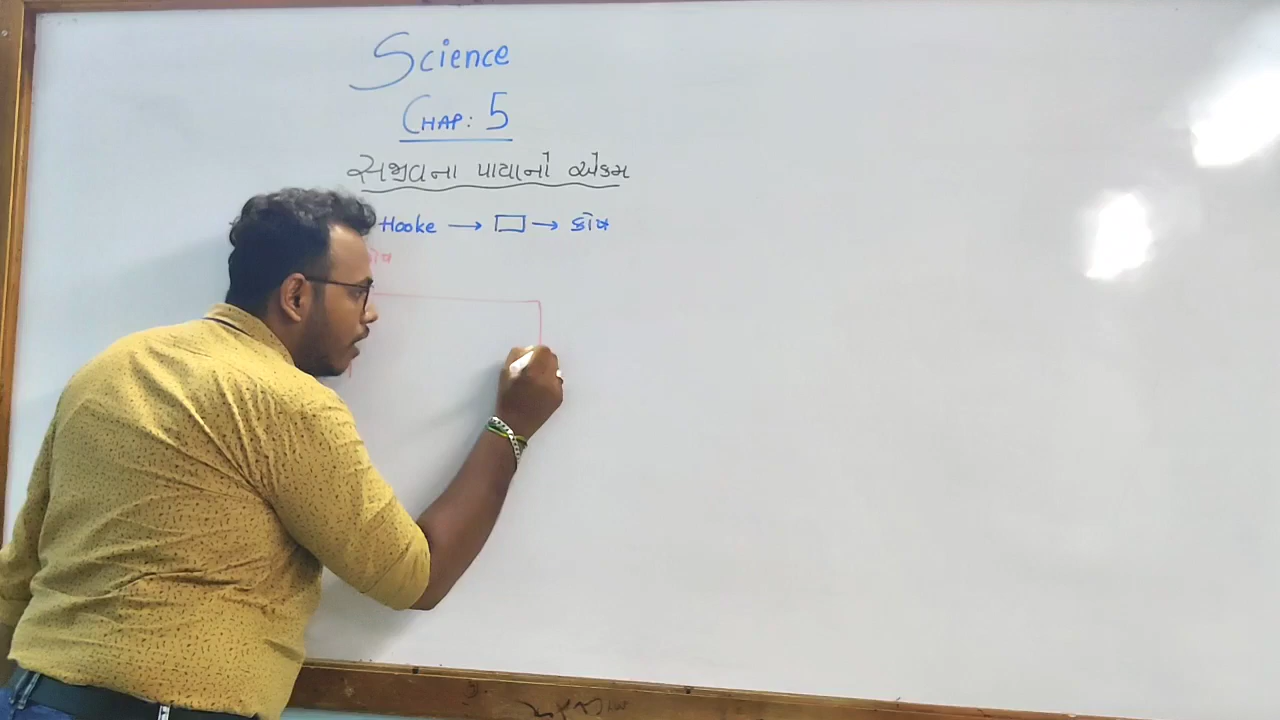 Science
CHAP: 5
સજીવના પાયાનો એકમ
Hooke → □ → કોષ